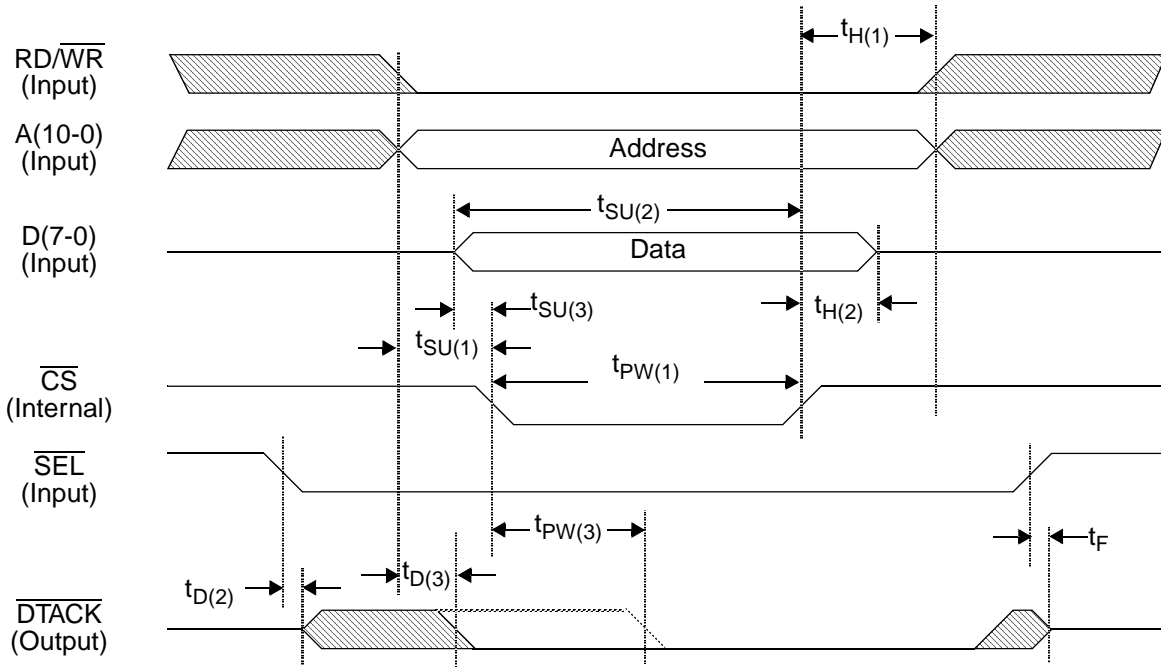 tH(1)
RD/WR
(Input)
A(10-0)
(Input)
Address
tSU(2)
D(7-0)
(Input)
Data
tSU(3)
tH(2)
tSU(1)
tPW(1)
CS
(Internal)
SEL
(Input)
tPW(3)
tF
tD(3)
tD(2)
DTACK
(Output)